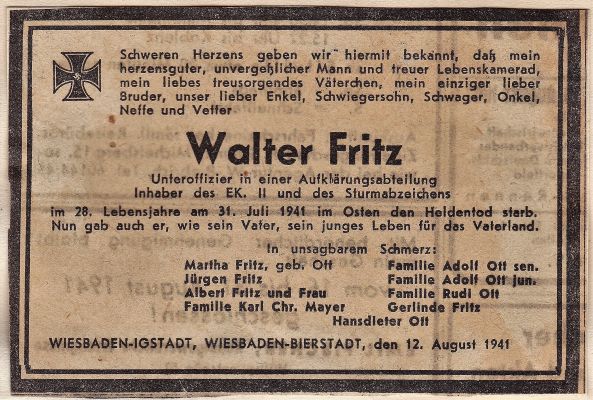 Schweren Herzens geben wir hiermit bekannt, daß mein
herzensguter, unvergeßlicher Mann und treuer Lebenskamerad,
mein liebes treusorgendes Väterchen, mein einziger lieber
Bruder, unser lieber Enkel, Schwiegersohn, Schwager, Onkel,
Neffe und Vetter
Walter Fritz
Unteroffizier in einer Aufklärungsabteilung
Inhaber des EK. II und des Sturmabzeichens
im 28. Lebensjahre am 31. Juli 1941 im Osten den Heldentod starb.
Nun gab auch er, wie sein Vater, sein junges Leben für das Vaterland.
In unsagbarem Schmerz:
Martha Fritz, geb. Ott
Jürgen Fritz
Albert Fritz und Frau
Familie Karl Chr. Mayer
Familie Adolf Ott sen.
Familie Adolf Ott jun.
Familie Rudi Ott
Gerlinde Fritz
Hansdieter Ott
WIESBADEN-IGSTADT, WIESBADEN-BIERSTADT, den 12. August 1941